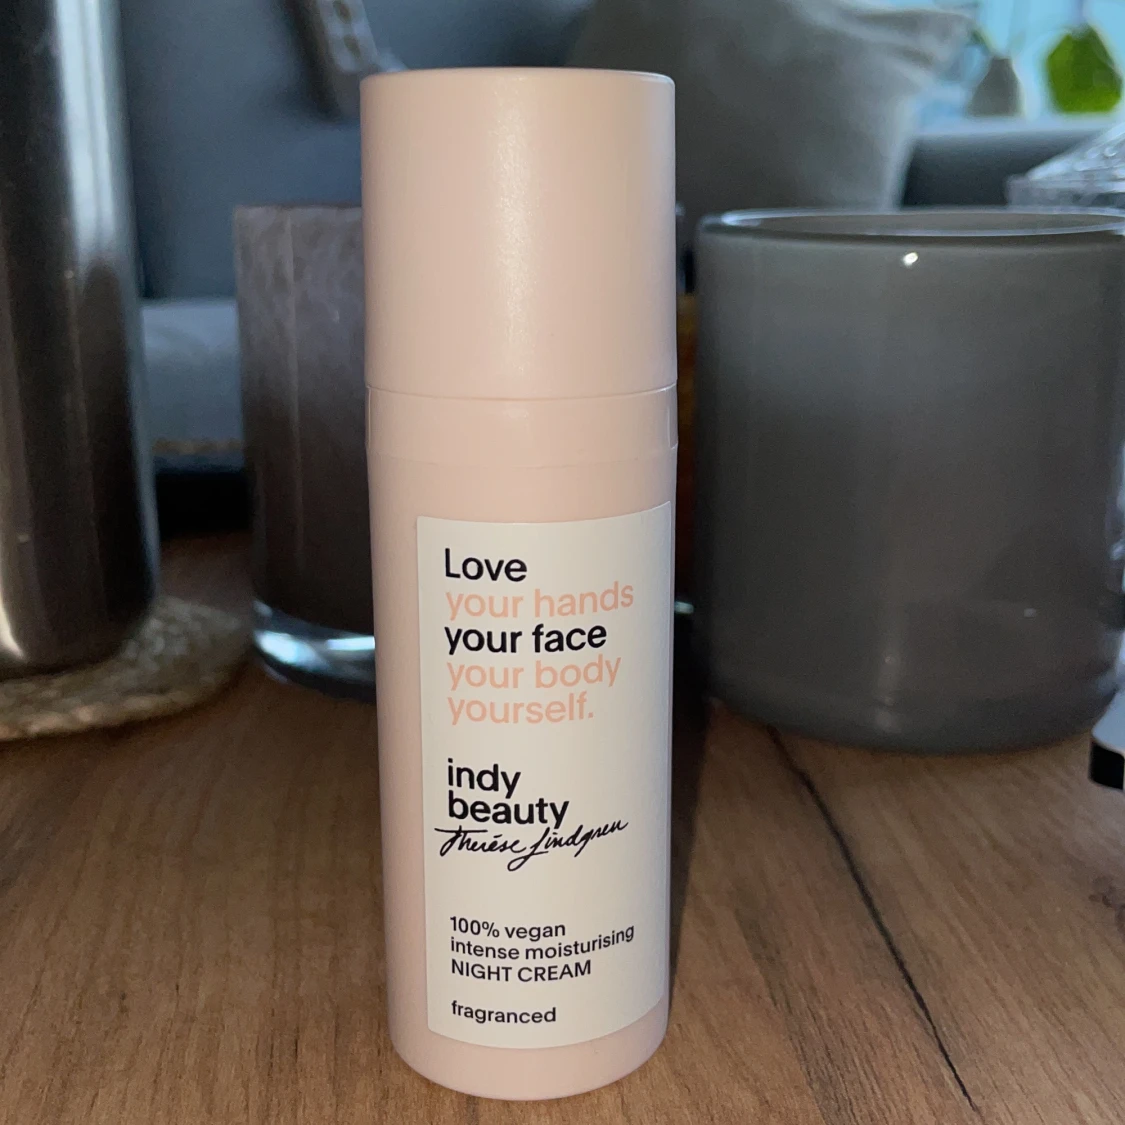 Love
your hands
your face
your body
yourself.
indy
beauty
Therése Lindgren
100% vegan
intense moisturising
NIGHT CREAM
fragranced